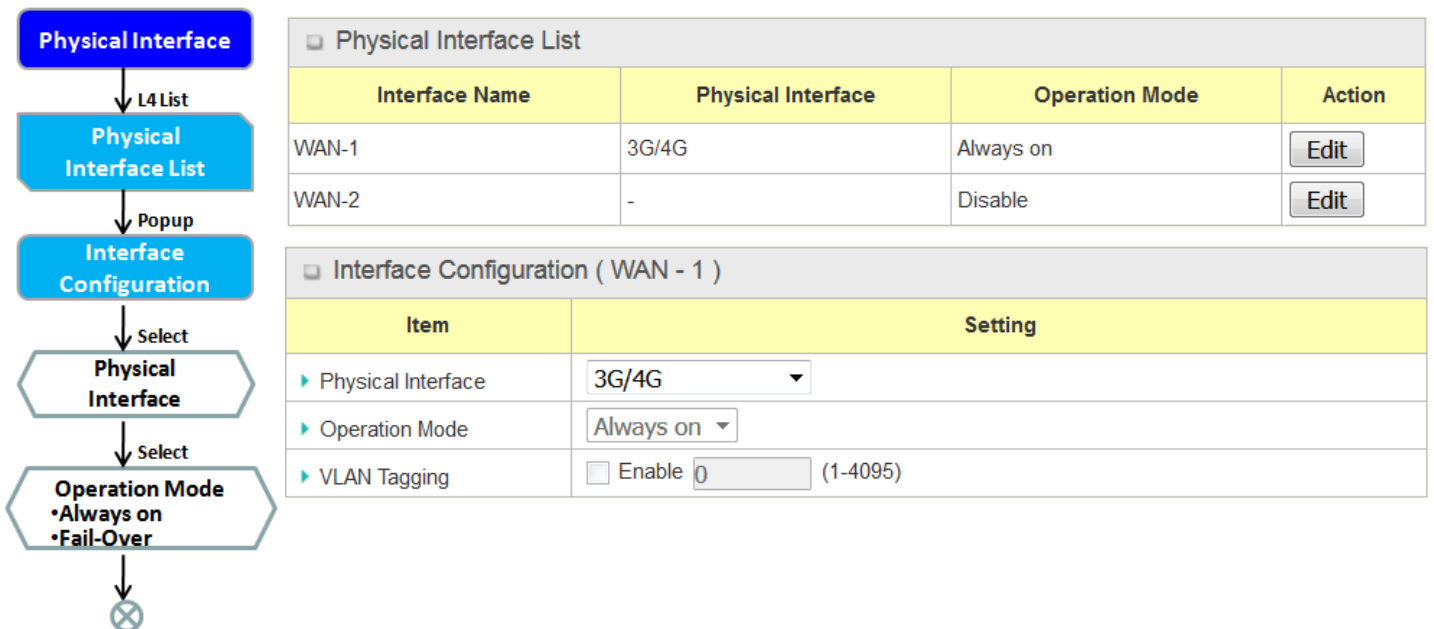 Physical Interface
L4 List
Physical
Interface List
Popup
Interface
Configuration
Select
Physical
Interface
Select
Operation Mode
•Always on
•Fail-Over
Physical Interface List
Interface Name Physical Interface Operation Mode Action
WAN-1 3G/4G Always on Edit
WAN-2 - Disable Edit
Interface Configuration ( WAN - 1 )
Item Setting
Physical Interface 3G/4G
Operation Mode Always on
VLAN Tagging Enable 0 (1-4095)